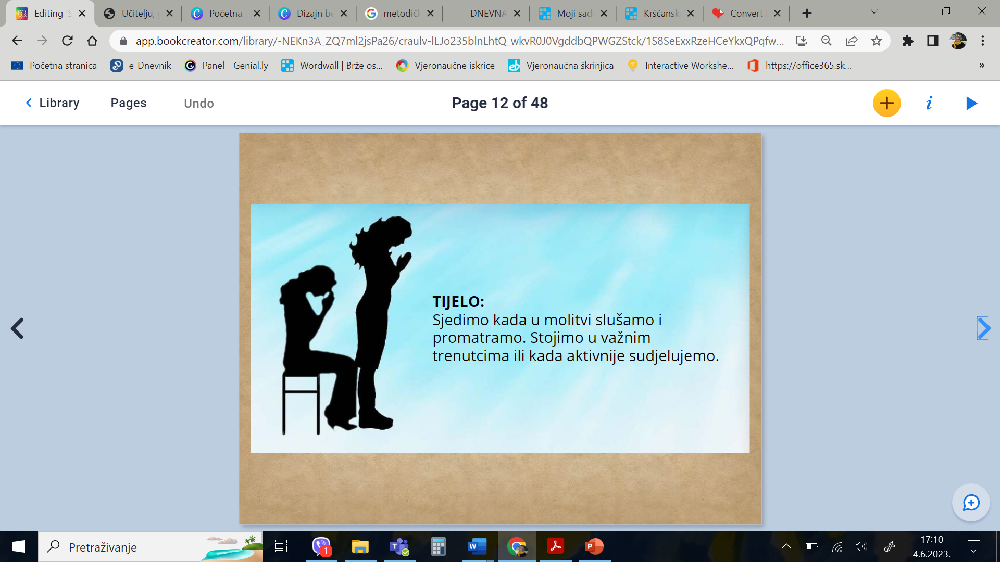 Editing 'S
Učitelju,
Početna -
Dizajn be
metodičk
DNEVNA
Moji sad
Kršćansk
Convert
app.bookcreator.com/library/-NEKn3A_ZQ7ml2jsPa26/craulv-lLJo235blnLhtQ_wkvR0J0VgddbQPWGZStck/1S8SeExxRzeHCeYkxQPqfw...
Početna stranica
e-Dnevnik
Panel - Genial.ly
Wordwall | Brže os...
Vjeronaučne iskrice
Vjeronaučna škrinjica
Interactive Workshe...
https://office365.sk...
»
Library
Pages
Undo
Page 12 of 48
TIJELO:
Sjedimo kada u molitvi slušamo i
promatramo. Stojimo u važnim
trenutcima ili kada aktivnije sudjelujemo.
Pretraživanje
1
17:10
4.6.2023.